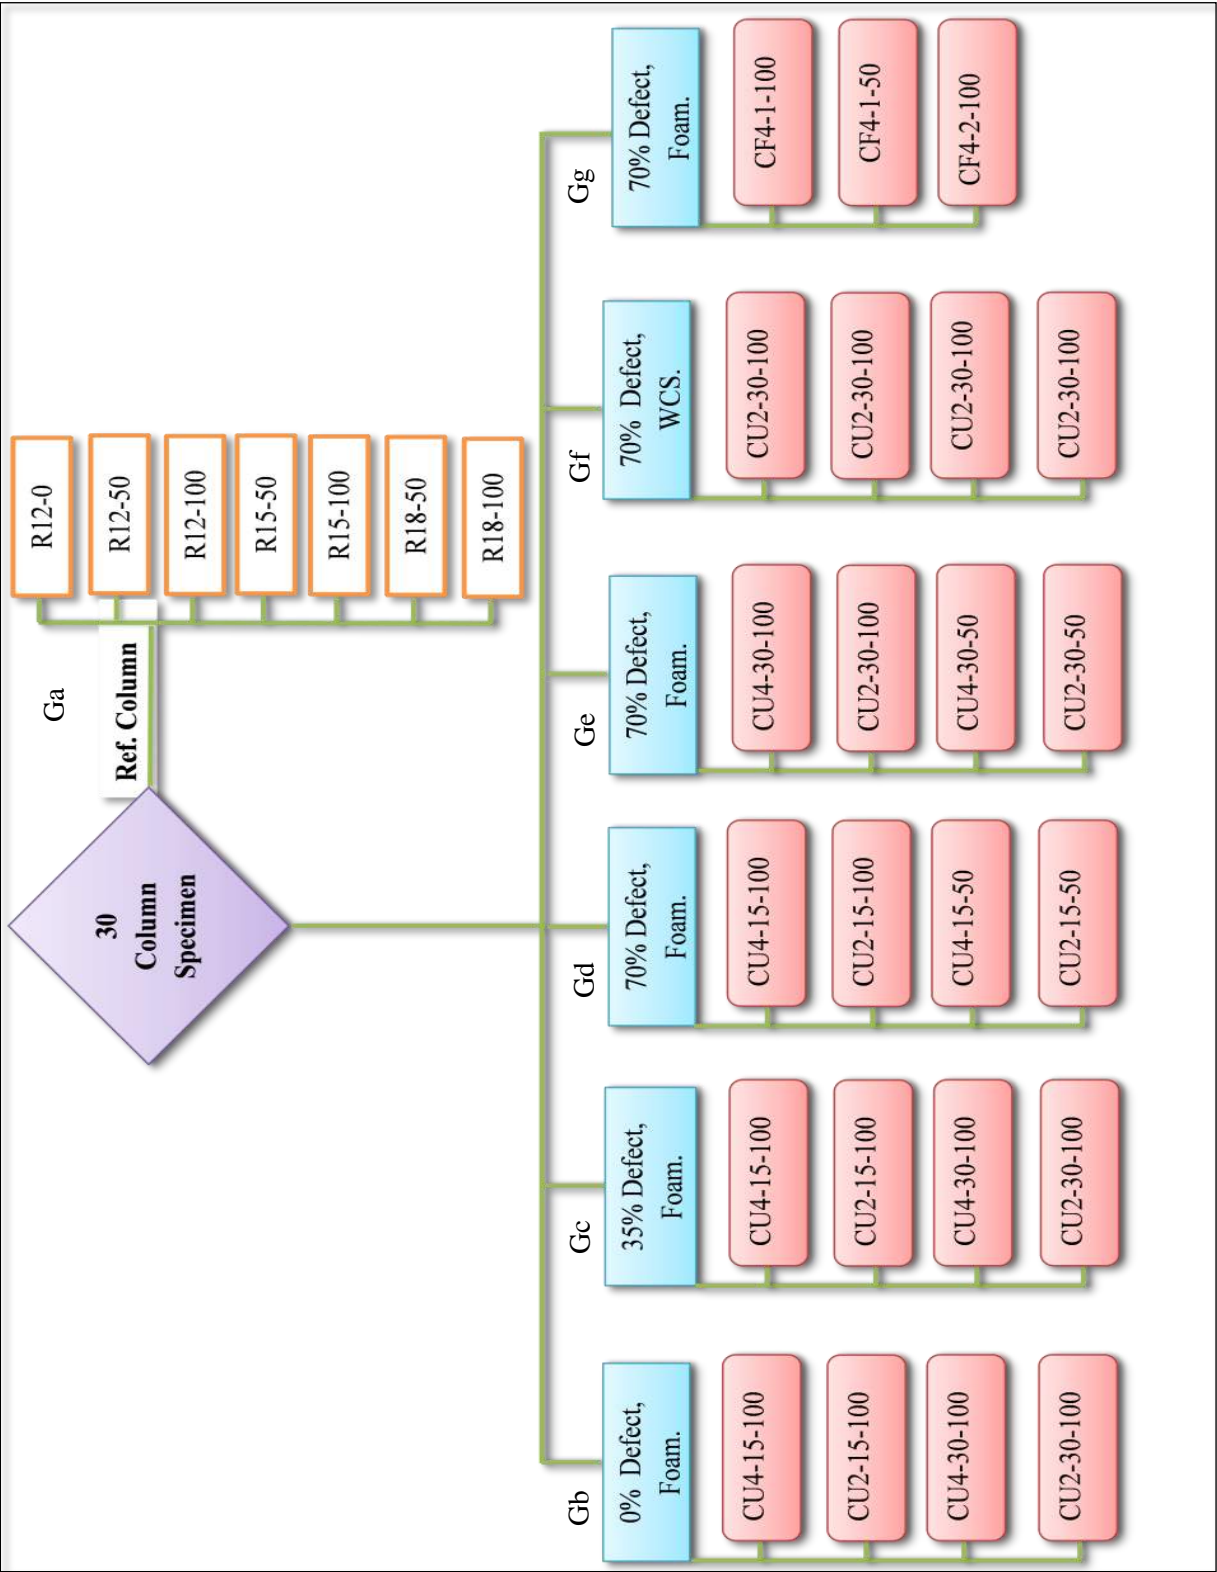 30
Column
Specimen
Ga
Ref. Column
R12-0
R12-50
R12-100
R15-50
R15-100
R18-50
R18-100
Gb
0% Defect,
Foam.
CU4-15-100
CU2-15-100
CU4-30-100
CU2-30-100
Gc
35% Defect,
Foam.
CU4-15-100
CU2-15-100
CU4-30-100
CU2-30-100
Gd
70% Defect,
Foam.
CU4-15-100
CU2-15-100
CU4-15-50
CU2-15-50
Ge
70% Defect,
Foam.
CU4-30-100
CU2-30-100
CU4-30-50
CU2-30-50
Gf
70% Defect,
WCS.
CU2-30-100
CU2-30-100
CU2-30-100
CU2-30-100
Gg
70% Defect,
Foam.
CF4-1-100
CF4-1-50
CF4-2-100